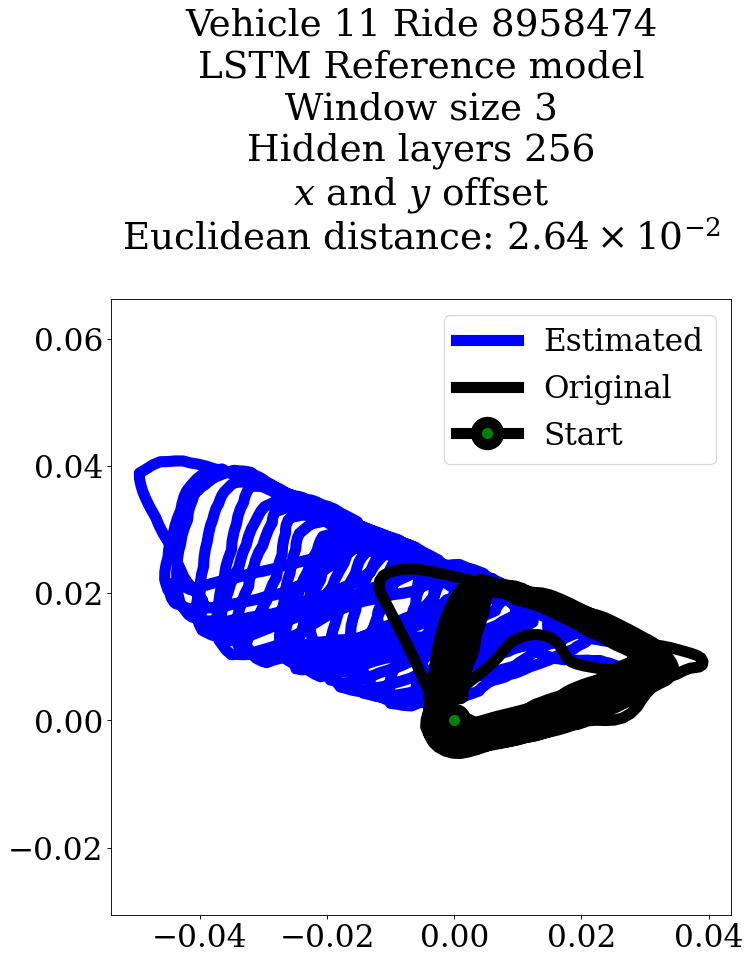 Vehicle 11 Ride 8958474
LSTM Reference model
Window size 3
Hidden layers 256
x and y offset
Euclidean distance: 2.64 × 10⁻²
Estimated
Original
Start
0.06
0.04
0.02
0.00
−0.02
−0.04 −0.02 0.00 0.02 0.04